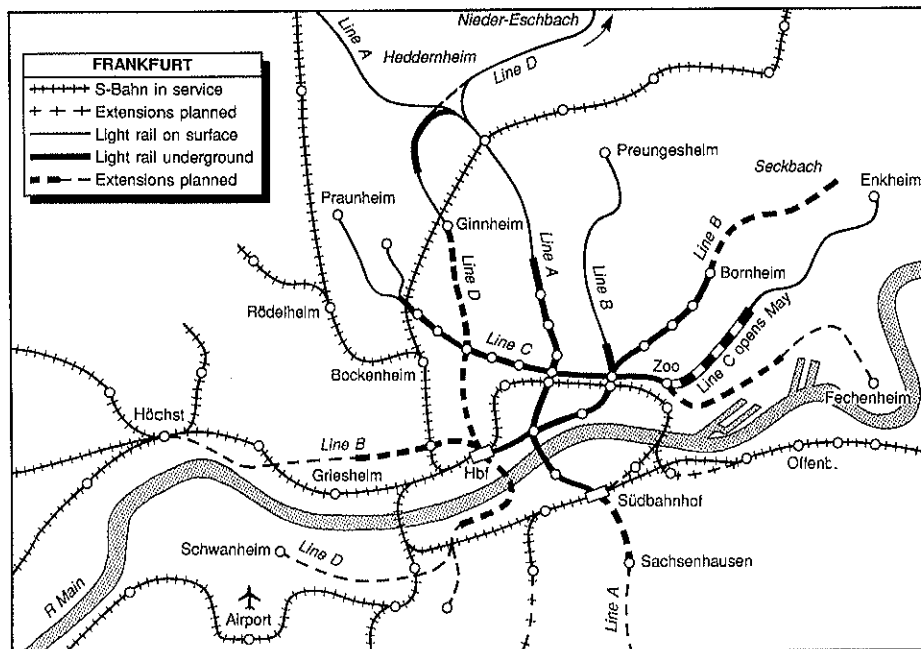 FRANKFURT
S-Bahn in service
Extensions planned
Light rail on surface
Light rail underground
Extensions planned
Line A
Nieder-Eschbach
Heddernheim
Line D
Preungesheim
Seckbach
Enkheim
Praunheim
Ginnheim
Line D
Line A
Line B
Line B
Bornheim
Rödelheim
Line C
Zoo
Line C opens May
Bockenheim
Fechenheim
Höchst
Line B
Griesheim
Hbf
Offenb.
Südbahnhof
Schwanheim
Line D
Sachsenhausen
R Main
Airport
Line A